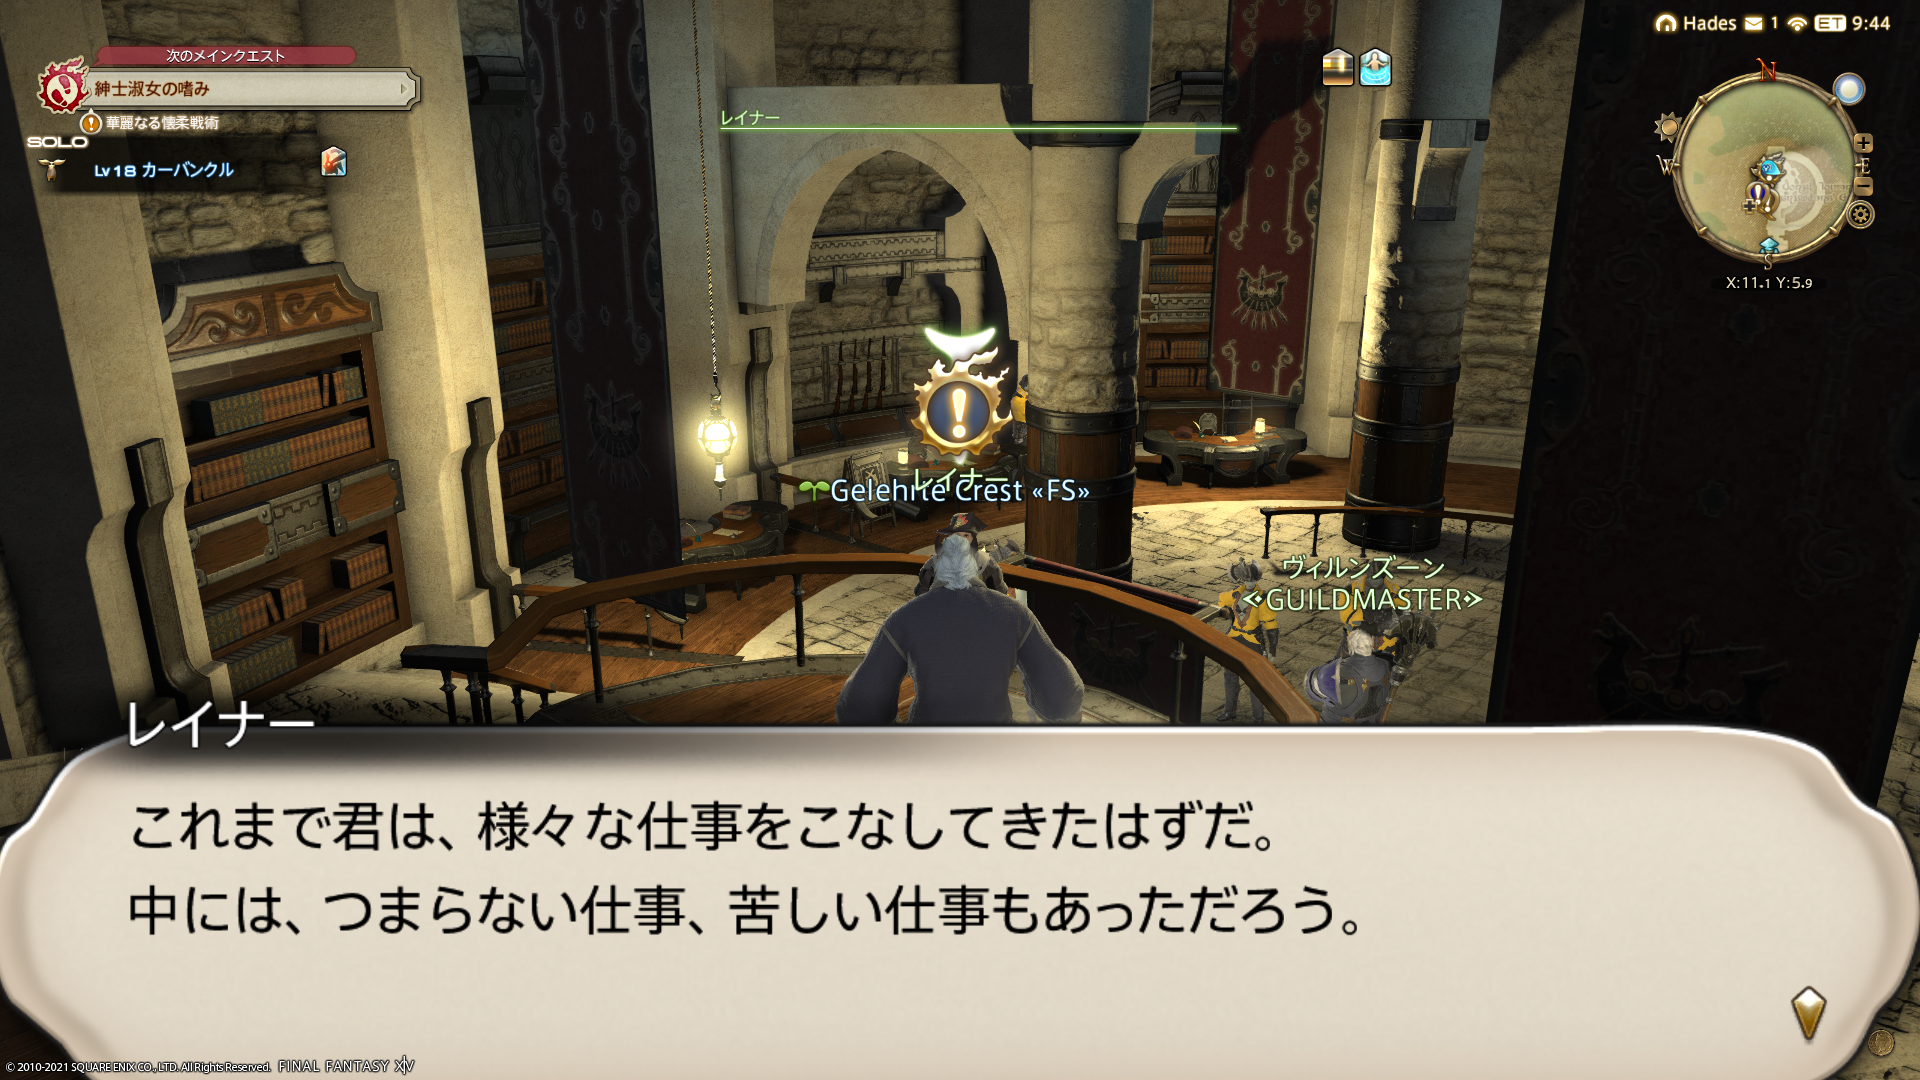 次のメインクエスト
紳士淑女の嗜み
華麗なる懐柔戦術
SOLO
Lv18 カーバンクル
レイナー
Hades 1 ET 9:44
N
W
E
S
X:11.1 Y:5.9
レイナー
Gelehrte Crest «FS»
ヴィルンズーン
<GUILDMASTER>
レイナー
これまで君は、様々な仕事をこなしてきたはずだ。
中には、つまらない仕事、苦しい仕事もあっただろう。
© 2010-2021 SQUARE ENIX CO., LTD. All Rights Reserved. FINAL FANTASY XIV